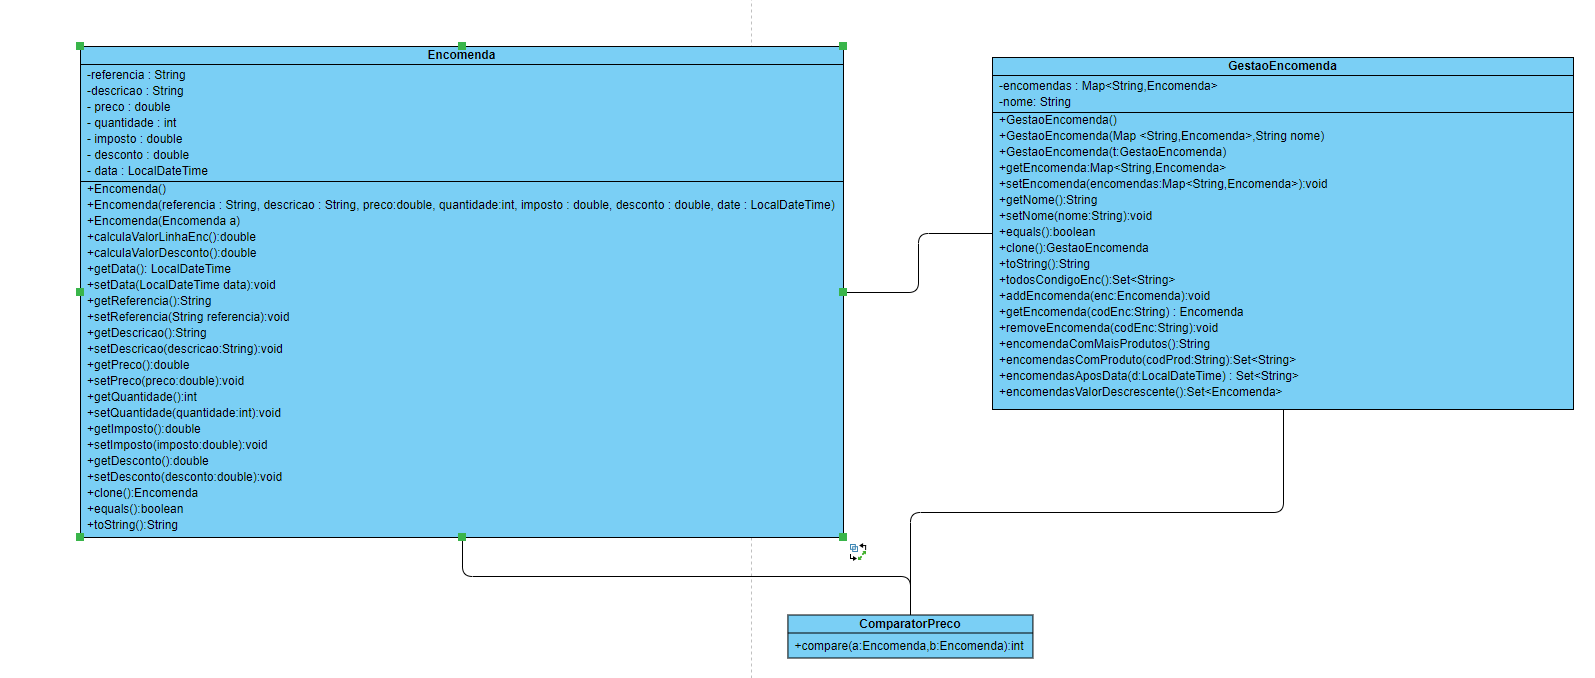 Encomenda
-referencia : String
-descricao : String
- preco : double
- quantidade : int
- imposto : double
- desconto : double
- data : LocalDateTime
+Encomenda()
+Encomenda(referencia : String, descricao : String, preco:double, quantidade:int, imposto : double, desconto : double, date : LocalDateTime)
+Encomenda(Encomenda a)
+calculaValorLinhaEnc():double
+calculaValorDesconto():double
+getData(): LocalDateTime
+setData(LocalDateTime data):void
+getReferencia():String
+setReferencia(String referencia):void
+getDescricao():String
+setDescricao(descricao:String):void
+getPreco():double
+setPreco(preco:double):void
+getQuantidade():int
+setQuantidade(quantidade:int):void
+getImposto():double
+setImposto(imposto:double):void
+getDesconto():double
+setDesconto(desconto:double):void
+clone():Encomenda
+equals():boolean
+toString():String
GestaoEncomenda
-encomendas : Map<String,Encomenda>
-nome: String
+GestaoEncomenda()
+GestaoEncomenda(Map <String,Encomenda>,String nome)
+GestaoEncomenda(t:GestaoEncomenda)
+getEncomenda:Map<String,Encomenda>
+setEncomenda(encomendas:Map<String,Encomenda>):void
+getNome():String
+setNome(nome:String):void
+equals():boolean
+clone():GestaoEncomenda
+toString():String
+todosCondigoEnc():Set<String>
+addEncomenda(enc:Encomenda):void
+getEncomenda(codEnc:String) : Encomenda
+removeEncomenda(codEnc:String):void
+encomendaComMaisProdutos():String
+encomendasComProduto(codProd:String):Set<String>
+encomendasAposData(d:LocalDateTime) : Set<String>
+encomendasValorDescrescente():Set<Encomenda>
ComparatorPreco
+compare(a:Encomenda,b:Encomenda):int